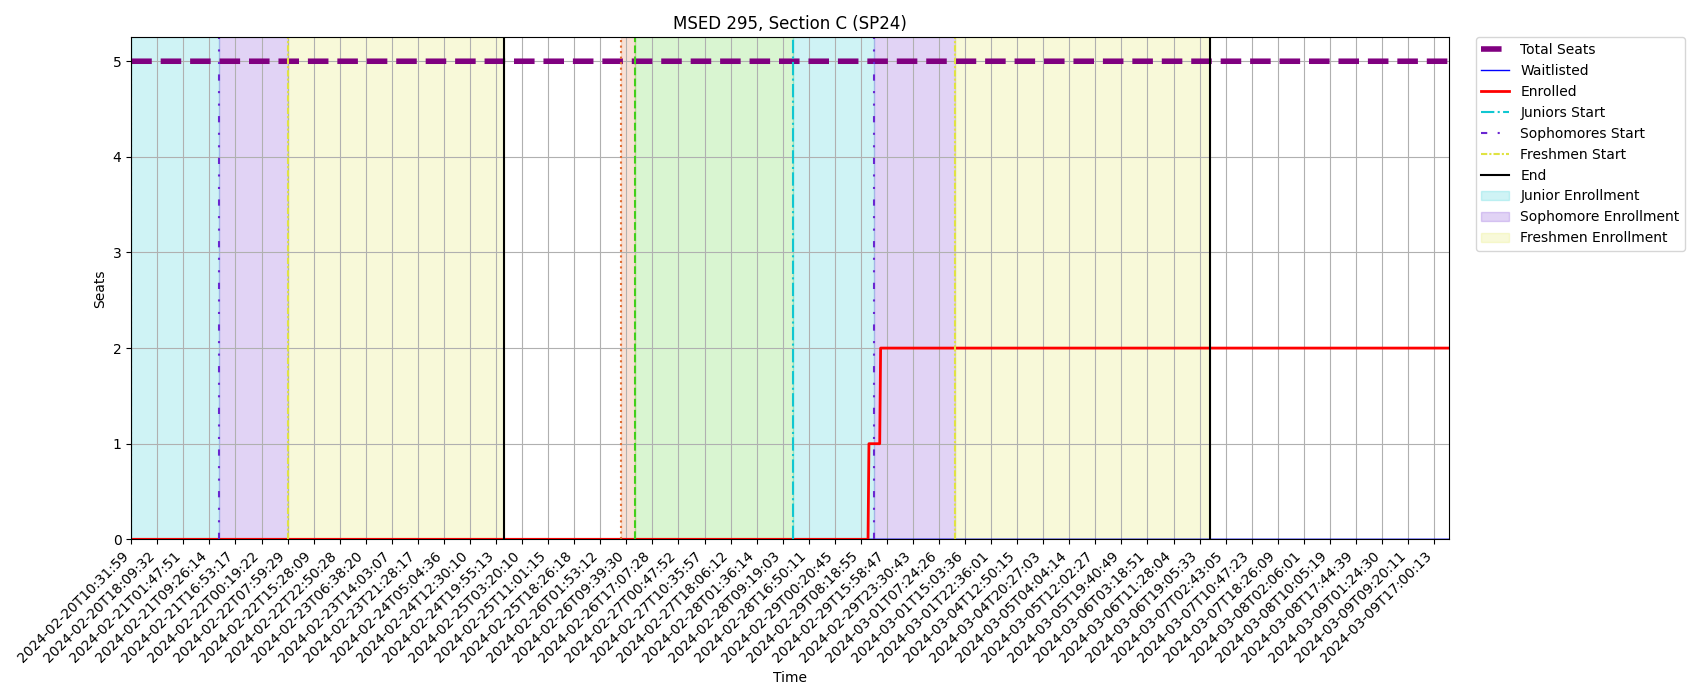 MSED 295, Section C (SP24)
Total Seats
Waitlisted
Enrolled
Juniors Start
Sophomores Start
Freshmen Start
End
Junior Enrollment
Sophomore Enrollment
Freshmen Enrollment
Seats
5
4
3
2
1
0
2024-02-20T10:31:59
2024-02-20T18:09:32
2024-02-21T01:47:51
2024-02-21T09:26:14
2024-02-21T16:53:17
2024-02-22T00:19:22
2024-02-22T07:59:29
2024-02-22T15:28:09
2024-02-22T22:50:28
2024-02-23T06:38:20
2024-02-23T14:03:07
2024-02-23T21:28:17
2024-02-24T05:04:36
2024-02-24T12:30:10
2024-02-24T19:55:13
2024-02-25T03:20:10
2024-02-25T11:01:15
2024-02-25T18:26:18
2024-02-26T01:53:12
2024-02-26T09:39:30
2024-02-26T17:07:28
2024-02-27T00:47:52
2024-02-27T10:35:57
2024-02-27T18:06:12
2024-02-28T01:36:14
2024-02-28T09:19:03
2024-02-28T16:50:11
2024-02-29T00:20:45
2024-02-29T08:18:55
2024-02-29T15:58:47
2024-02-29T23:30:43
2024-03-01T07:24:26
2024-03-01T15:03:36
2024-03-01T22:36:01
2024-03-04T12:50:15
2024-03-04T20:27:03
2024-03-05T04:04:14
2024-03-05T12:02:27
2024-03-05T19:40:49
2024-03-06T03:18:51
2024-03-06T11:28:04
2024-03-06T19:05:33
2024-03-07T02:43:05
2024-03-07T10:47:23
2024-03-07T18:26:09
2024-03-08T02:06:01
2024-03-08T10:05:19
2024-03-08T17:44:39
2024-03-09T01:24:30
2024-03-09T09:20:11
2024-03-09T17:00:13
Time